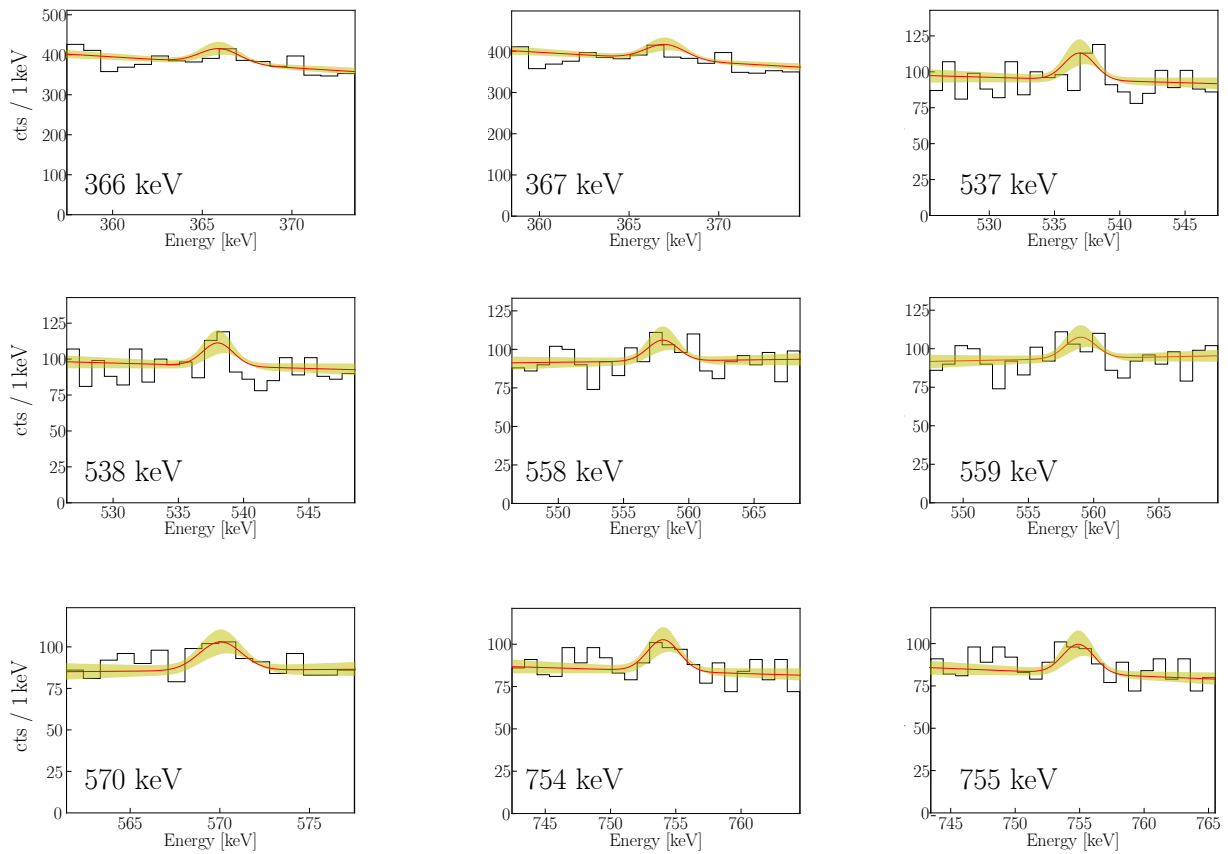 500
400
300
200
100
0
cts / 1 keV
366 keV
360 365 370
Energy [keV]
400
300
200
100
0
367 keV
360 365 370
Energy [keV]
125
100
75
50
25
0
537 keV
530 535 540 545
Energy [keV]
125
100
75
50
25
0
cts / 1 keV
538 keV
530 535 540 545
Energy [keV]
125
100
75
50
25
0
558 keV
550 555 560 565
Energy [keV]
125
100
75
50
25
0
559 keV
550 555 560 565
Energy [keV]
100
75
50
25
0
cts / 1 keV
570 keV
565 570 575
Energy [keV]
100
75
50
25
0
754 keV
745 750 755 760
Energy [keV]
100
75
50
25
0
755 keV
745 750 755 760 765
Energy [keV]